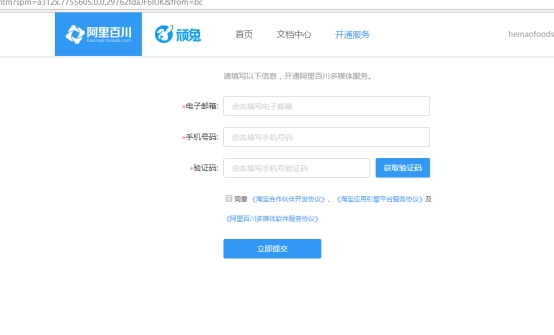 htm?spm=a312x.7755605.0.0.29762fdaJF6IUK&from=bc
阿里百川
baichuan.taobao.com
顽兔
首页
文档中心
开通服务
hemaofoods
请填写以下信息，开通阿里百川多媒体服务。
*电子邮箱: 点击填写电子邮箱
*手机号码: 点击填写手机号码
*验证码: 点击填写手机号验证码 获取验证码
同意 《淘宝合作伙伴开发协议》、《淘宝应用引擎平台服务协议》及
《阿里百川多媒体软件服务协议》
立即提交